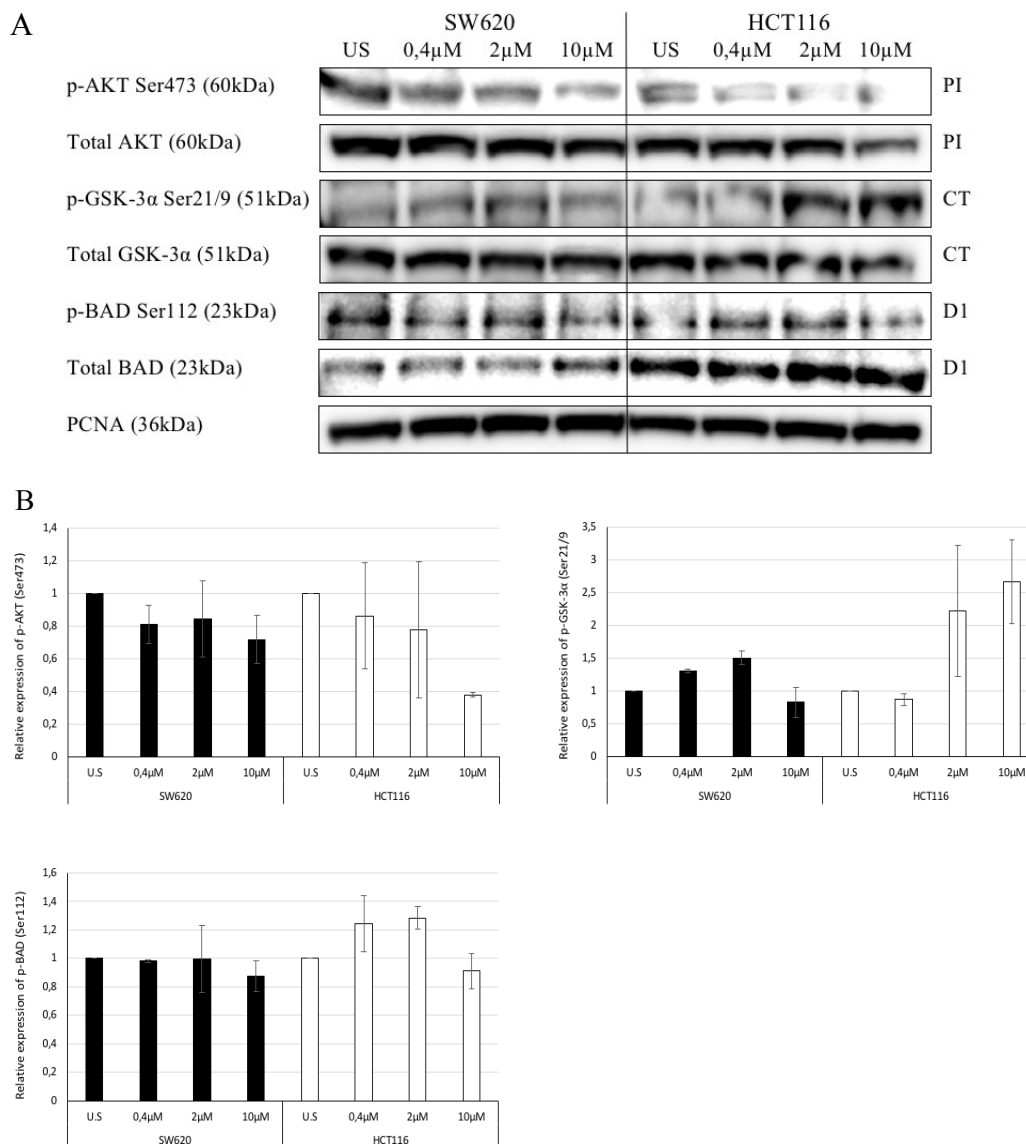 A
SW620 HCT116
US 0,4µM 2µM 10µM US 0,4µM 2µM 10µM
p-AKT Ser473 (60kDa) PI
Total AKT (60kDa) PI
p-GSK-3α Ser21/9 (51kDa) CT
Total GSK-3α (51kDa) CT
p-BAD Ser112 (23kDa) D1
Total BAD (23kDa) D1
PCNA (36kDa)
B
Relative expression of p-AKT (Ser473)
1,4
1,2
1
0,8
0,6
0,4
0,2
0
U.S 0,4µM 2µM 10µM U.S 0,4µM 2µM 10µM
SW620 HCT116
Relative expression of p-GSK-3α (Ser21/9
3,5
3
2,5
2
1,5
1
0,5
0
U.S 0,4µM 2µM 10µM U.S 0,4µM 2µM 10µM
SW620 HCT116
Relative expression of p-BAD (Ser112)
1,6
1,4
1,2
1
0,8
0,6
0,4
0,2
0
U.S 0,4µM 2µM 10µM U.S 0,4µM 2µM 10µM
SW620 HCT116